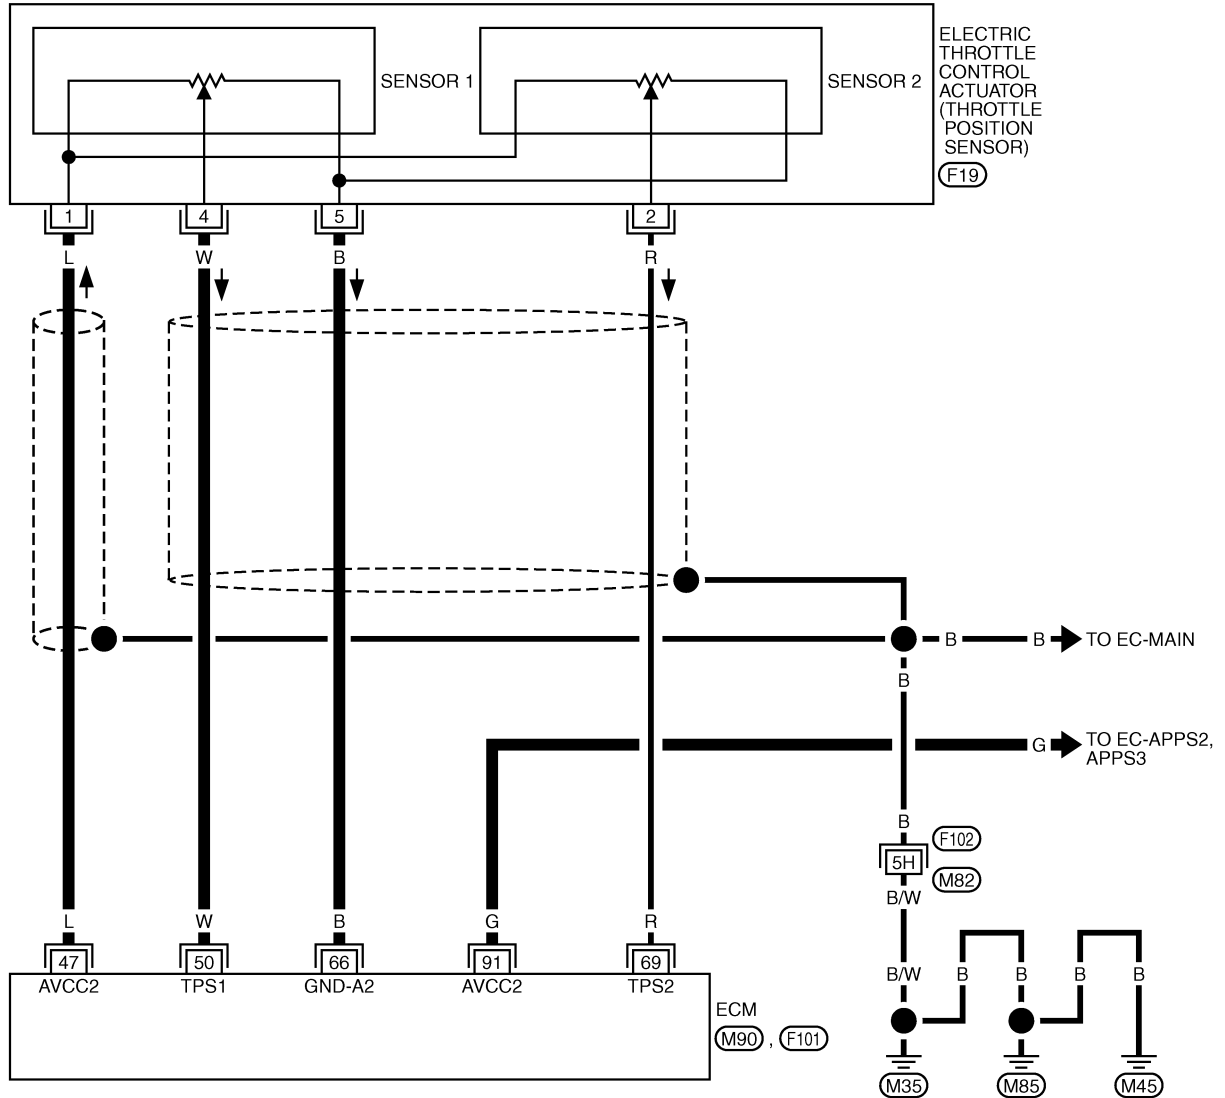 SENSOR 1
SENSOR 2
ELECTRIC
THROTTLE
CONTROL
ACTUATOR
(THROTTLE
POSITION
SENSOR)
F19
1 4 5 2
L W B R
B B TO EC-MAIN
B
G TO EC-APPS2,
APPS3
B
F102
5H
M82
B/W
L W B G R
47 50 66 91 69
AVCC2 TPS1 GND-A2 AVCC2 TPS2
B/W B B B B
ECM
M90 , F101
M35 M85 M45